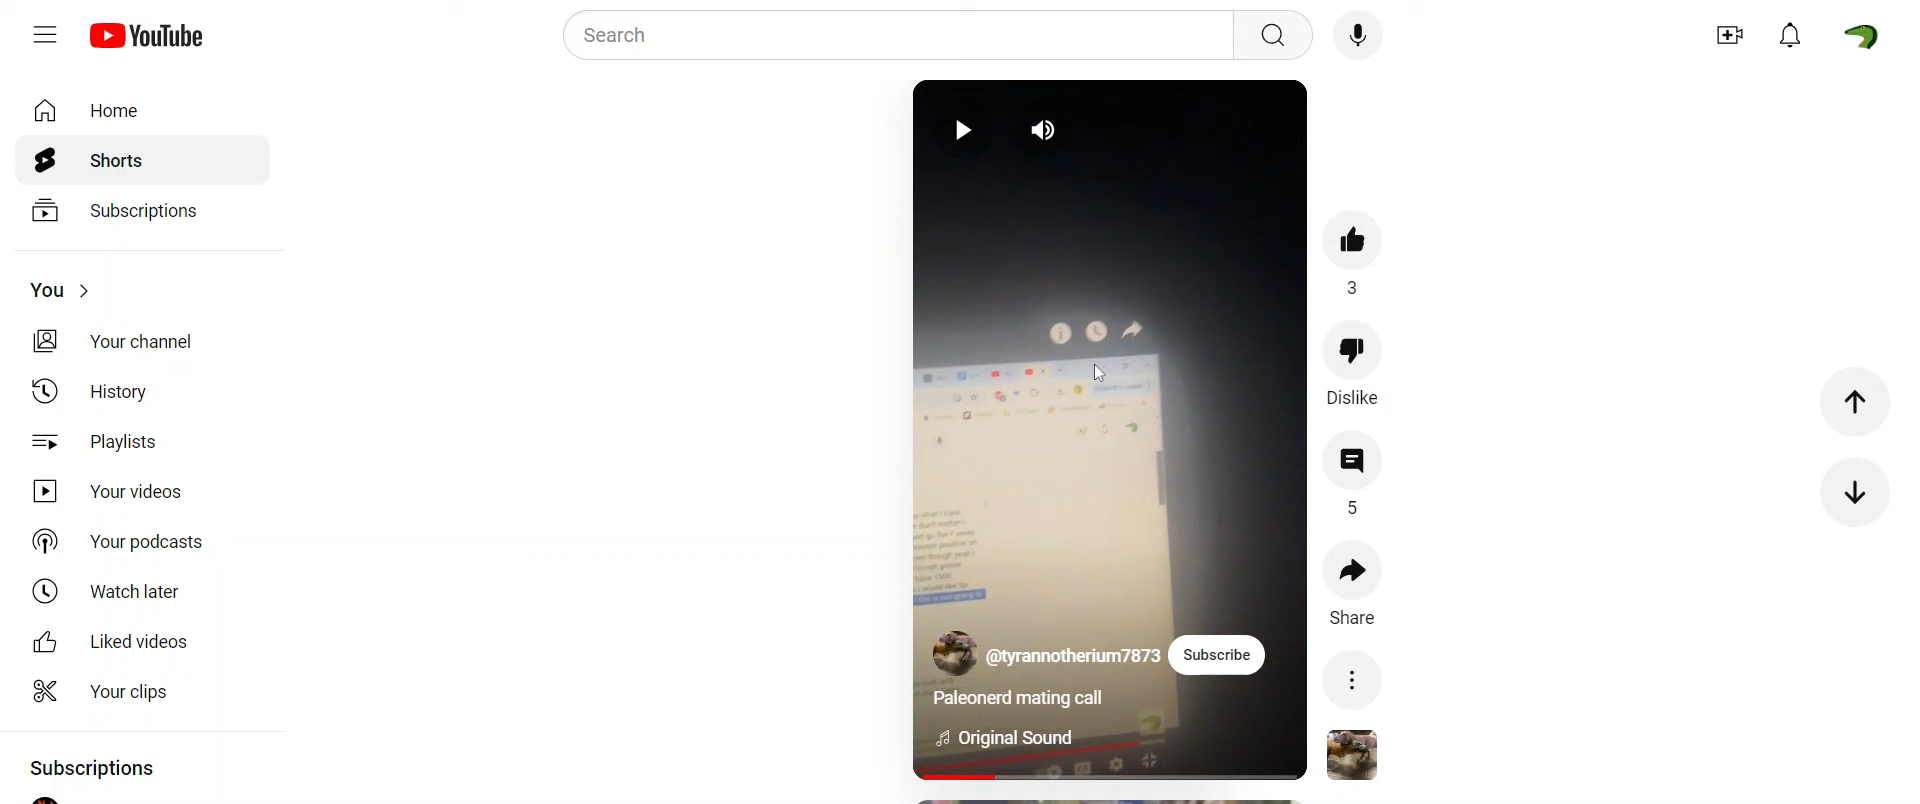 YouTube
Search
Home
Shorts
Subscriptions
You
Your channel
History
Playlists
Your videos
Your podcasts
Watch later
Liked videos
Your clips
Subscriptions
3
Dislike
5
Share
@tyrannotherium7873 Subscribe
Paleonerd mating call
Original Sound